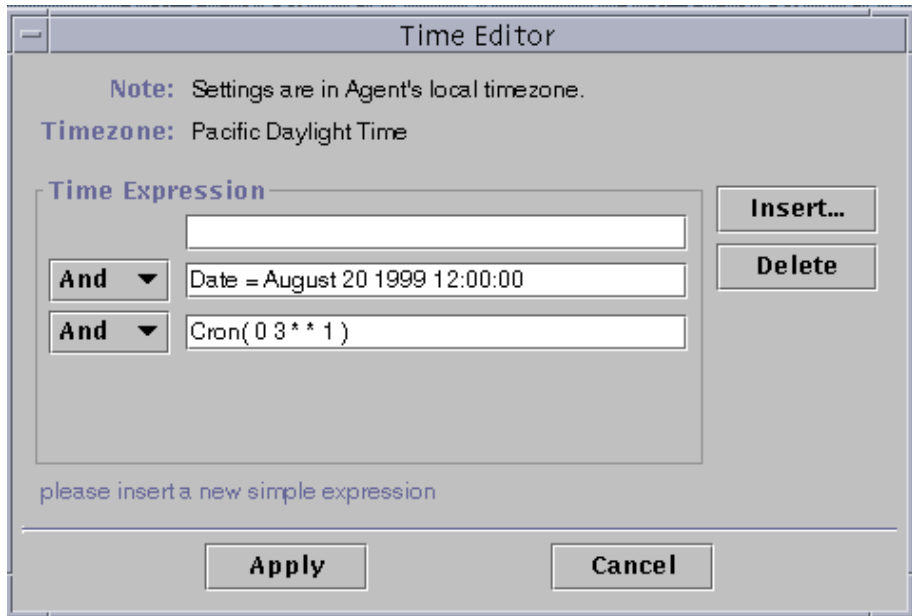 Time Editor
Note: Settings are in Agent's local timezone.
Timezone: Pacific Daylight Time
Time Expression
Insert...
And Date = August 20 1999 12:00:00
Delete
And Cron( 0 3 * * 1 )
please insert a new simple expression
Apply Cancel